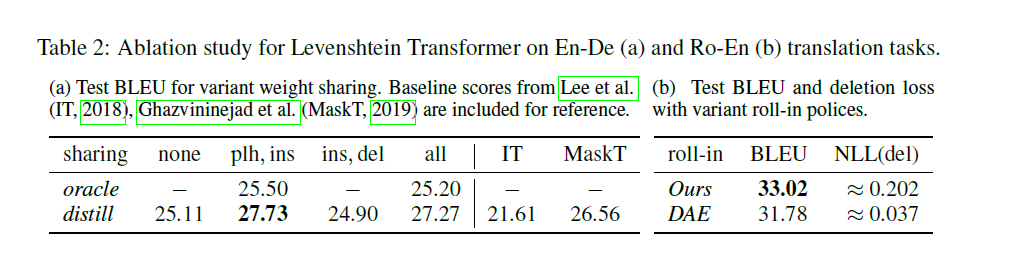 Table 2: Ablation study for Levenshtein Transformer on En-De (a) and Ro-En (b) translation tasks.
(a) Test BLEU for variant weight sharing. Baseline scores from Lee et al.
(IT, 2018), Ghazvininejad et al. (MaskT, 2019) are included for reference.
sharing none plh, ins ins, del all IT MaskT
oracle – 25.50 – 25.20 – –
distill 25.11 27.73 24.90 27.27 21.61 26.56
(b) Test BLEU and deletion loss
with variant roll-in polices.
roll-in BLEU NLL(del)
Ours 33.02 ≈ 0.202
DAE 31.78 ≈ 0.037